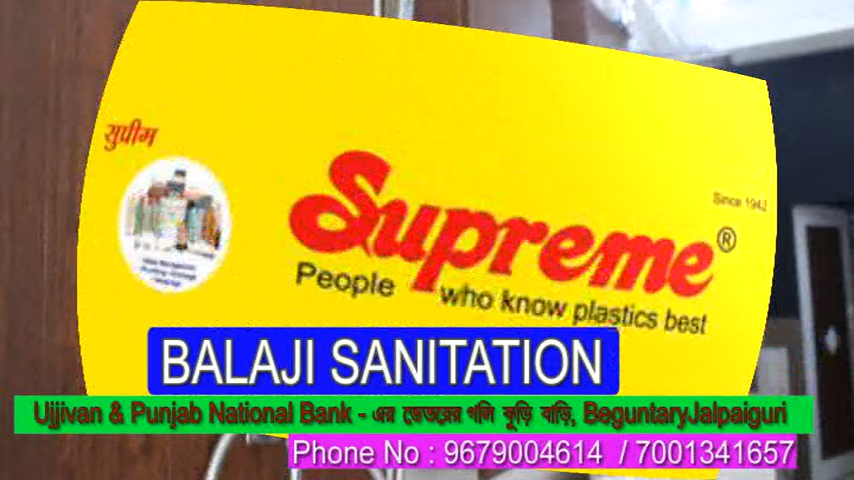 सुप्रीम
Since 1942
Supreme®
People who know plastics best
BALAJI SANITATION
Ujjivan & Punjab National Bank - এর ভেতরের গলি কুড়ি বাড়ি, BeguntaryJalpaiguri
Phone No : 9679004614 / 7001341657